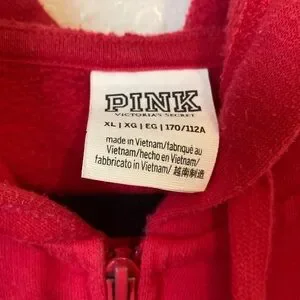 PINK
VICTORIA'S SECRET
XL | XG | EG | 170/112A
made in Vietnam/fabriqué au
Vietnam/hecho en Vietnam/
fabbricato in Vietnam/ 越南制造